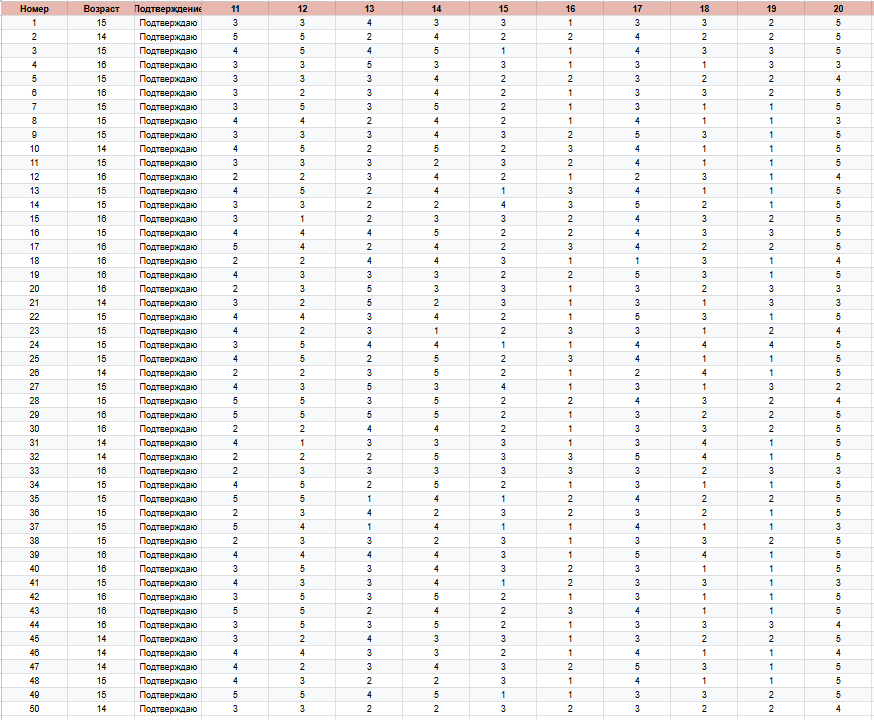 Номер Возраст Подтверждение 11 12 13 14 15 16 17 18 19 20
1 15 Подтверждаю 3 3 4 3 3 1 3 3 2 5
2 14 Подтверждаю 5 5 2 4 2 2 4 2 2 5
3 15 Подтверждаю 4 5 4 5 1 1 4 3 3 5
4 16 Подтверждаю 3 3 5 3 3 1 3 1 3 3
5 15 Подтверждаю 3 3 3 4 2 2 3 2 2 4
6 16 Подтверждаю 3 2 3 4 2 1 3 3 2 5
7 15 Подтверждаю 3 5 3 5 2 1 3 1 1 5
8 15 Подтверждаю 4 4 2 4 2 1 4 1 1 3
9 15 Подтверждаю 3 3 3 4 3 2 5 3 1 5
10 14 Подтверждаю 4 5 2 5 2 3 4 1 1 5
11 15 Подтверждаю 3 3 3 2 3 2 4 1 1 5
12 16 Подтверждаю 2 2 3 4 2 1 2 3 1 4
13 15 Подтверждаю 4 5 2 4 1 3 4 1 1 5
14 15 Подтверждаю 3 3 2 2 4 3 5 2 1 5
15 16 Подтверждаю 3 1 2 3 3 2 4 3 2 5
16 15 Подтверждаю 4 4 4 5 2 2 4 3 3 5
17 16 Подтверждаю 5 4 2 4 2 3 4 2 2 5
18 16 Подтверждаю 2 2 4 4 3 1 1 3 1 4
19 16 Подтверждаю 4 3 3 3 2 2 5 3 1 5
20 16 Подтверждаю 2 3 5 3 3 1 3 2 3 3
21 14 Подтверждаю 3 2 5 2 3 1 3 1 3 3
22 15 Подтверждаю 4 4 3 4 2 1 5 3 1 5
23 15 Подтверждаю 4 2 3 1 2 3 3 1 2 4
24 15 Подтверждаю 3 5 4 4 1 1 4 4 4 5
25 15 Подтверждаю 4 5 2 5 2 3 4 1 1 5
26 14 Подтверждаю 2 2 3 5 2 1 2 4 1 5
27 15 Подтверждаю 4 3 5 3 4 1 3 1 3 2
28 15 Подтверждаю 5 5 3 5 2 2 4 3 2 4
29 16 Подтверждаю 5 5 5 5 2 1 3 2 2 5
30 16 Подтверждаю 2 2 4 4 2 1 3 3 2 5
31 14 Подтверждаю 4 1 3 3 3 1 3 4 1 5
32 14 Подтверждаю 2 2 2 5 3 3 5 4 1 5
33 16 Подтверждаю 2 3 3 3 3 3 3 2 3 3
34 15 Подтверждаю 4 5 2 5 2 1 3 1 1 5
35 15 Подтверждаю 5 5 1 4 1 2 4 2 2 5
36 15 Подтверждаю 2 3 4 2 3 2 3 2 1 5
37 15 Подтверждаю 5 4 1 4 1 1 4 1 1 3
38 15 Подтверждаю 2 3 3 2 3 1 3 3 2 5
39 16 Подтверждаю 4 4 4 4 3 1 5 4 1 5
40 16 Подтверждаю 3 5 3 4 3 2 3 1 1 5
41 15 Подтверждаю 4 3 3 4 1 2 3 3 1 3
42 16 Подтверждаю 3 5 3 5 2 1 3 1 1 5
43 16 Подтверждаю 5 5 2 4 2 3 4 1 1 5
44 16 Подтверждаю 3 5 3 5 2 1 3 3 3 4
45 14 Подтверждаю 3 2 4 3 3 1 3 2 2 5
46 14 Подтверждаю 4 4 3 3 2 1 4 1 1 4
47 14 Подтверждаю 4 2 3 4 3 2 5 3 1 5
48 15 Подтверждаю 4 3 2 2 3 1 4 1 1 5
49 15 Подтверждаю 5 5 4 5 1 1 3 3 2 5
50 14 Подтверждаю 3 3 2 2 3 2 3 2 2 4